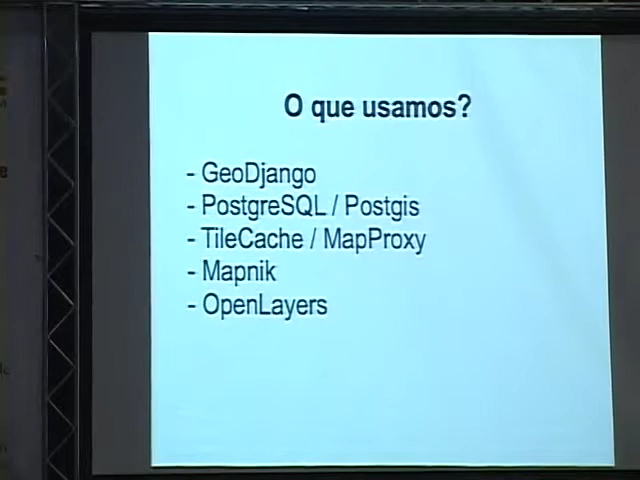 O que usamos?
- GeoDjango
- PostgreSQL / Postgis
- TileCache / MapProxy
- Mapnik
- OpenLayers